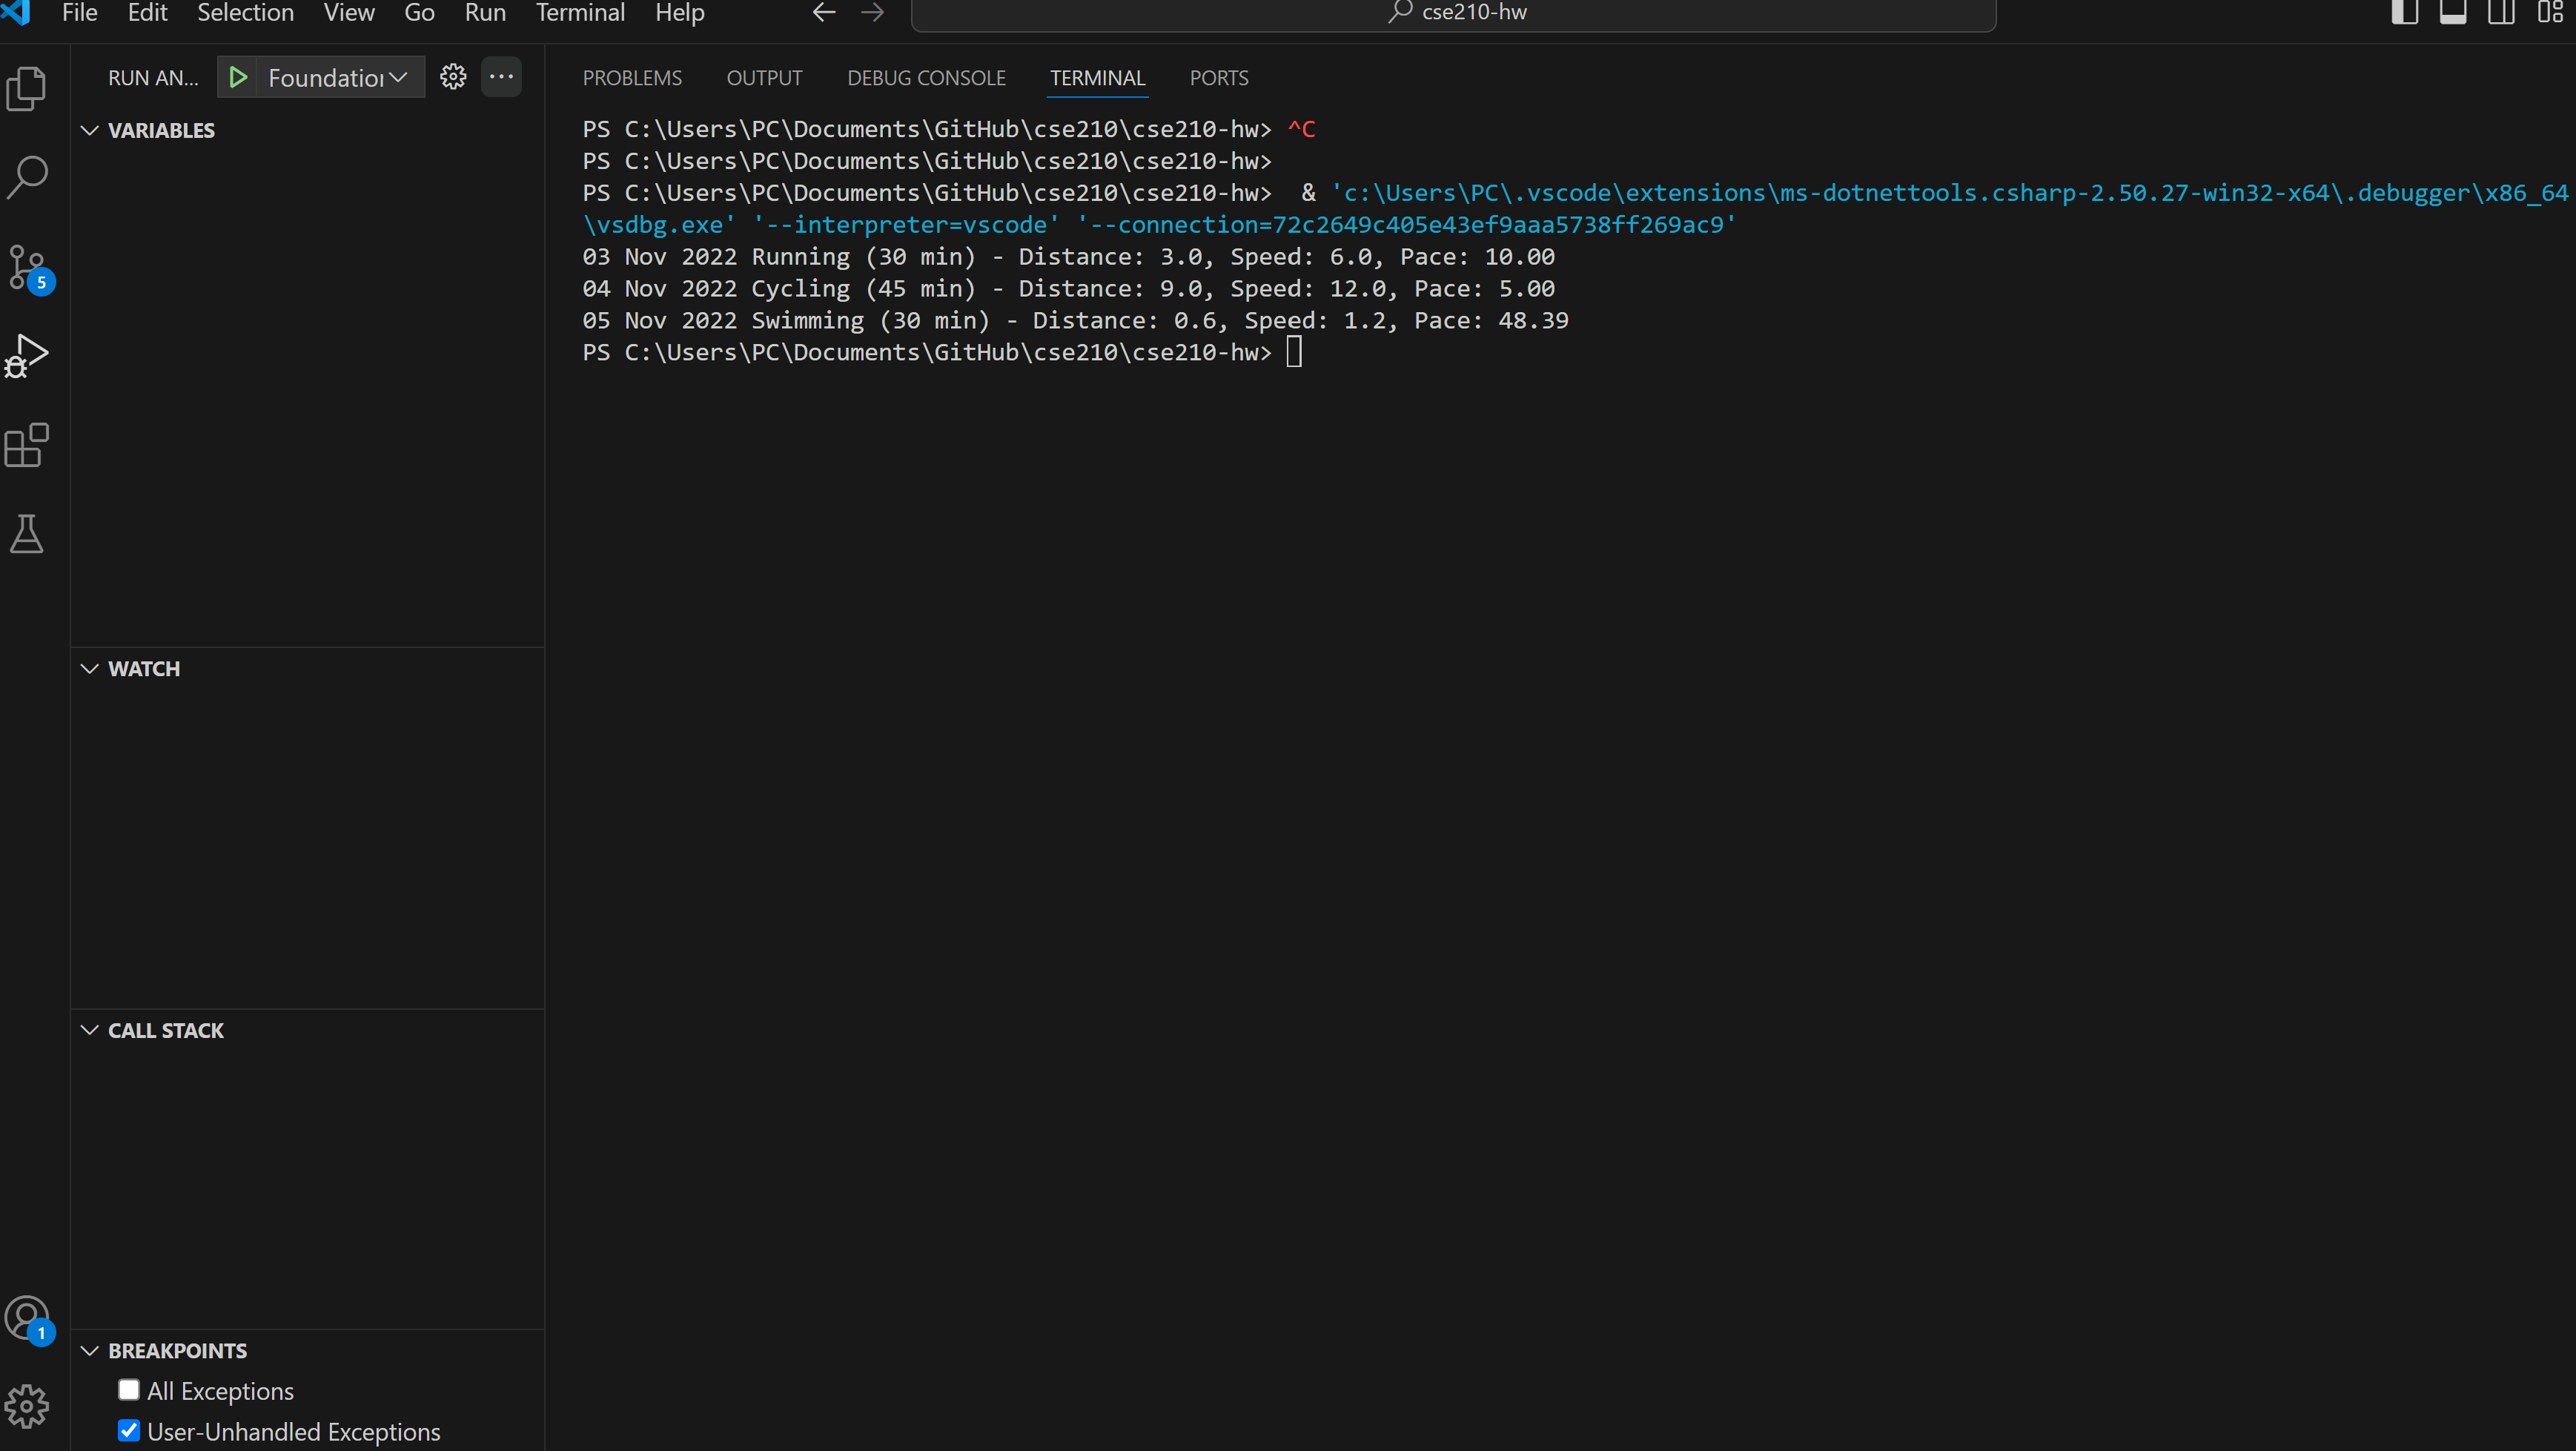 File Edit Selection View Go Run Terminal Help cse210-hw
RUN AN... Foundation
PROBLEMS OUTPUT DEBUG CONSOLE TERMINAL PORTS
VARIABLES
WATCH
CALL STACK
BREAKPOINTS
All Exceptions
User-Unhandled Exceptions
5
1
PS C:\Users\PC\Documents\GitHub\cse210\cse210-hw> ^C
PS C:\Users\PC\Documents\GitHub\cse210\cse210-hw>
PS C:\Users\PC\Documents\GitHub\cse210\cse210-hw>  & 'c:\Users\PC\.vscode\extensions\ms-dotnettools.csharp-2.50.27-win32-x64\.debugger\x86_64
\vsdbg.exe' '--interpreter=vscode' '--connection=72c2649c405e43ef9aaa5738ff269ac9'
03 Nov 2022 Running (30 min) - Distance: 3.0, Speed: 6.0, Pace: 10.00
04 Nov 2022 Cycling (45 min) - Distance: 9.0, Speed: 12.0, Pace: 5.00
05 Nov 2022 Swimming (30 min) - Distance: 0.6, Speed: 1.2, Pace: 48.39
PS C:\Users\PC\Documents\GitHub\cse210\cse210-hw>